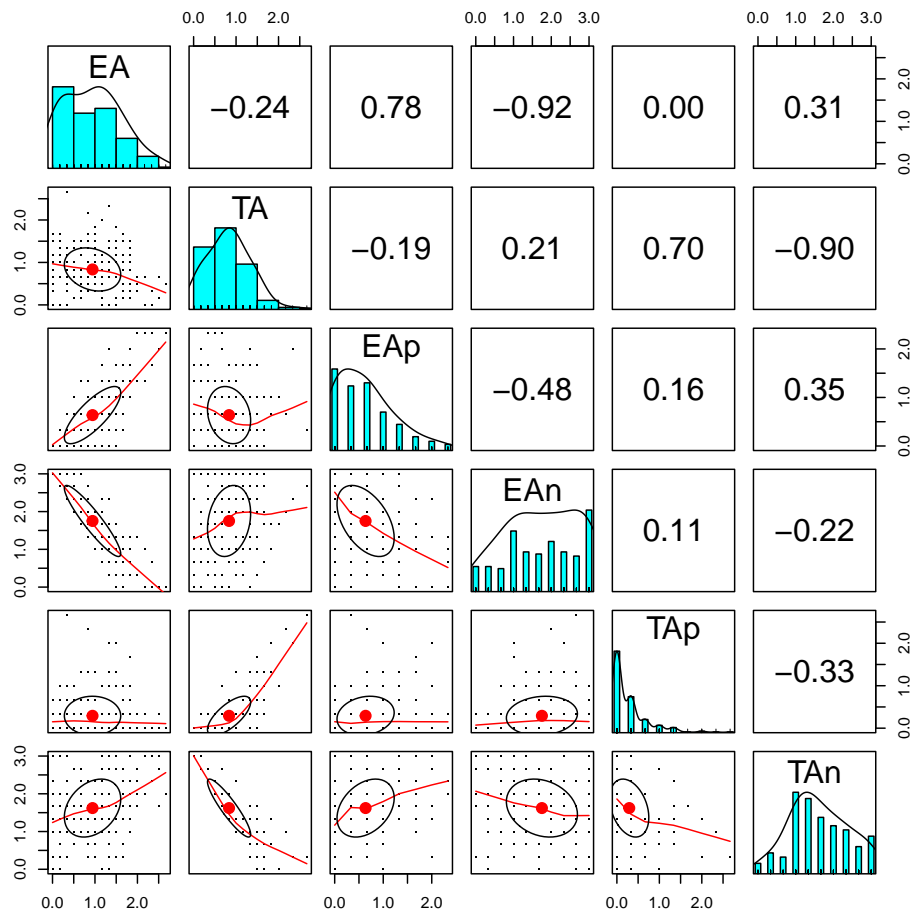 0.0 1.0 2.0 0.0 1.0 2.0 3.0 0.0 1.0 2.0 3.0
EA −0.24 0.78 −0.92 0.00 0.31 0.0 1.0 2.0
0.0 1.0 2.0 TA −0.19 0.21 0.70 −0.90
EAp −0.48 0.16 0.35 0.0 1.0 2.0
0.0 1.0 2.0 3.0 EAn 0.11 −0.22
TAp −0.33 0.0 1.0 2.0
0.0 1.0 2.0 3.0 TAn
0.0 1.0 2.0 0.0 1.0 2.0 0.0 1.0 2.0